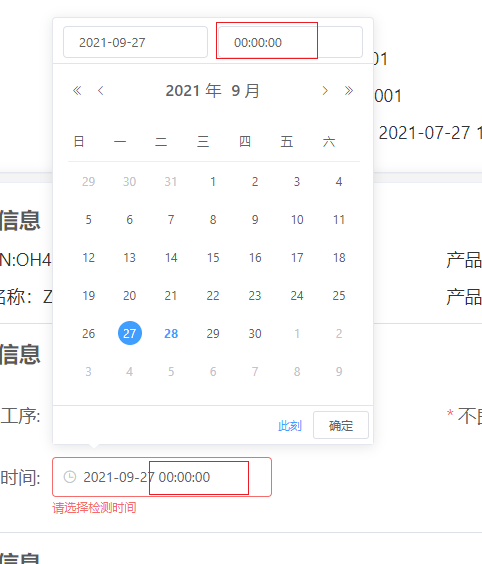 2021-09-27 00:00:00
01
2021 年 9 月
001
2021-07-27 1
日 一 二 三 四 五 六
29 30 31 1 2 3 4
5 6 7 8 9 10 11
信息
12 13 14 15 16 17 18
N:OH4
产品
19 20 21 22 23 24 25
名称: Z
产品
26 27 28 29 30 1 2
信息
3 4 5 6 7 8 9
工序:
* 不
此刻 确定
时间:
2021-09-27 00:00:00
请选择检测时间
信息